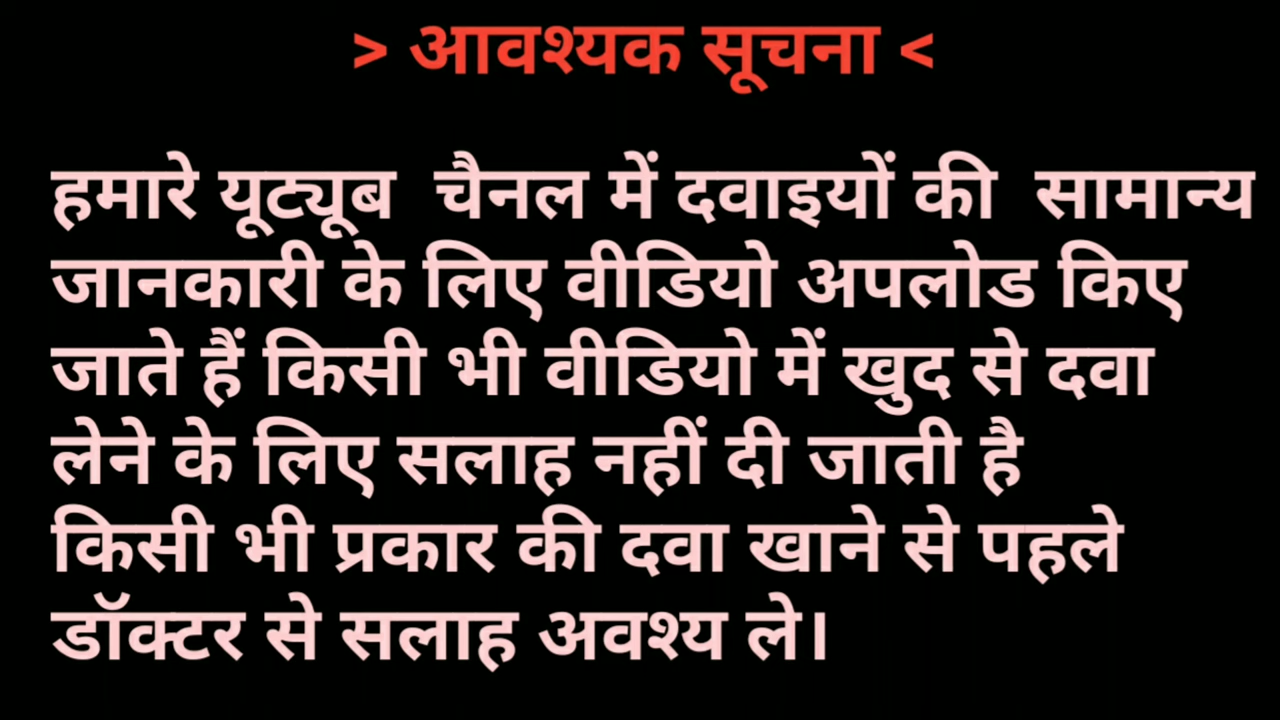 > आवश्यक सूचना <
हमारे यूट्यूब चैनल में दवाइयों की सामान्य
जानकारी के लिए वीडियो अपलोड किए
जाते हैं किसी भी वीडियो में खुद से दवा
लेने के लिए सलाह नहीं दी जाती है
किसी भी प्रकार की दवा खाने से पहले
डॉक्टर से सलाह अवश्य ले।